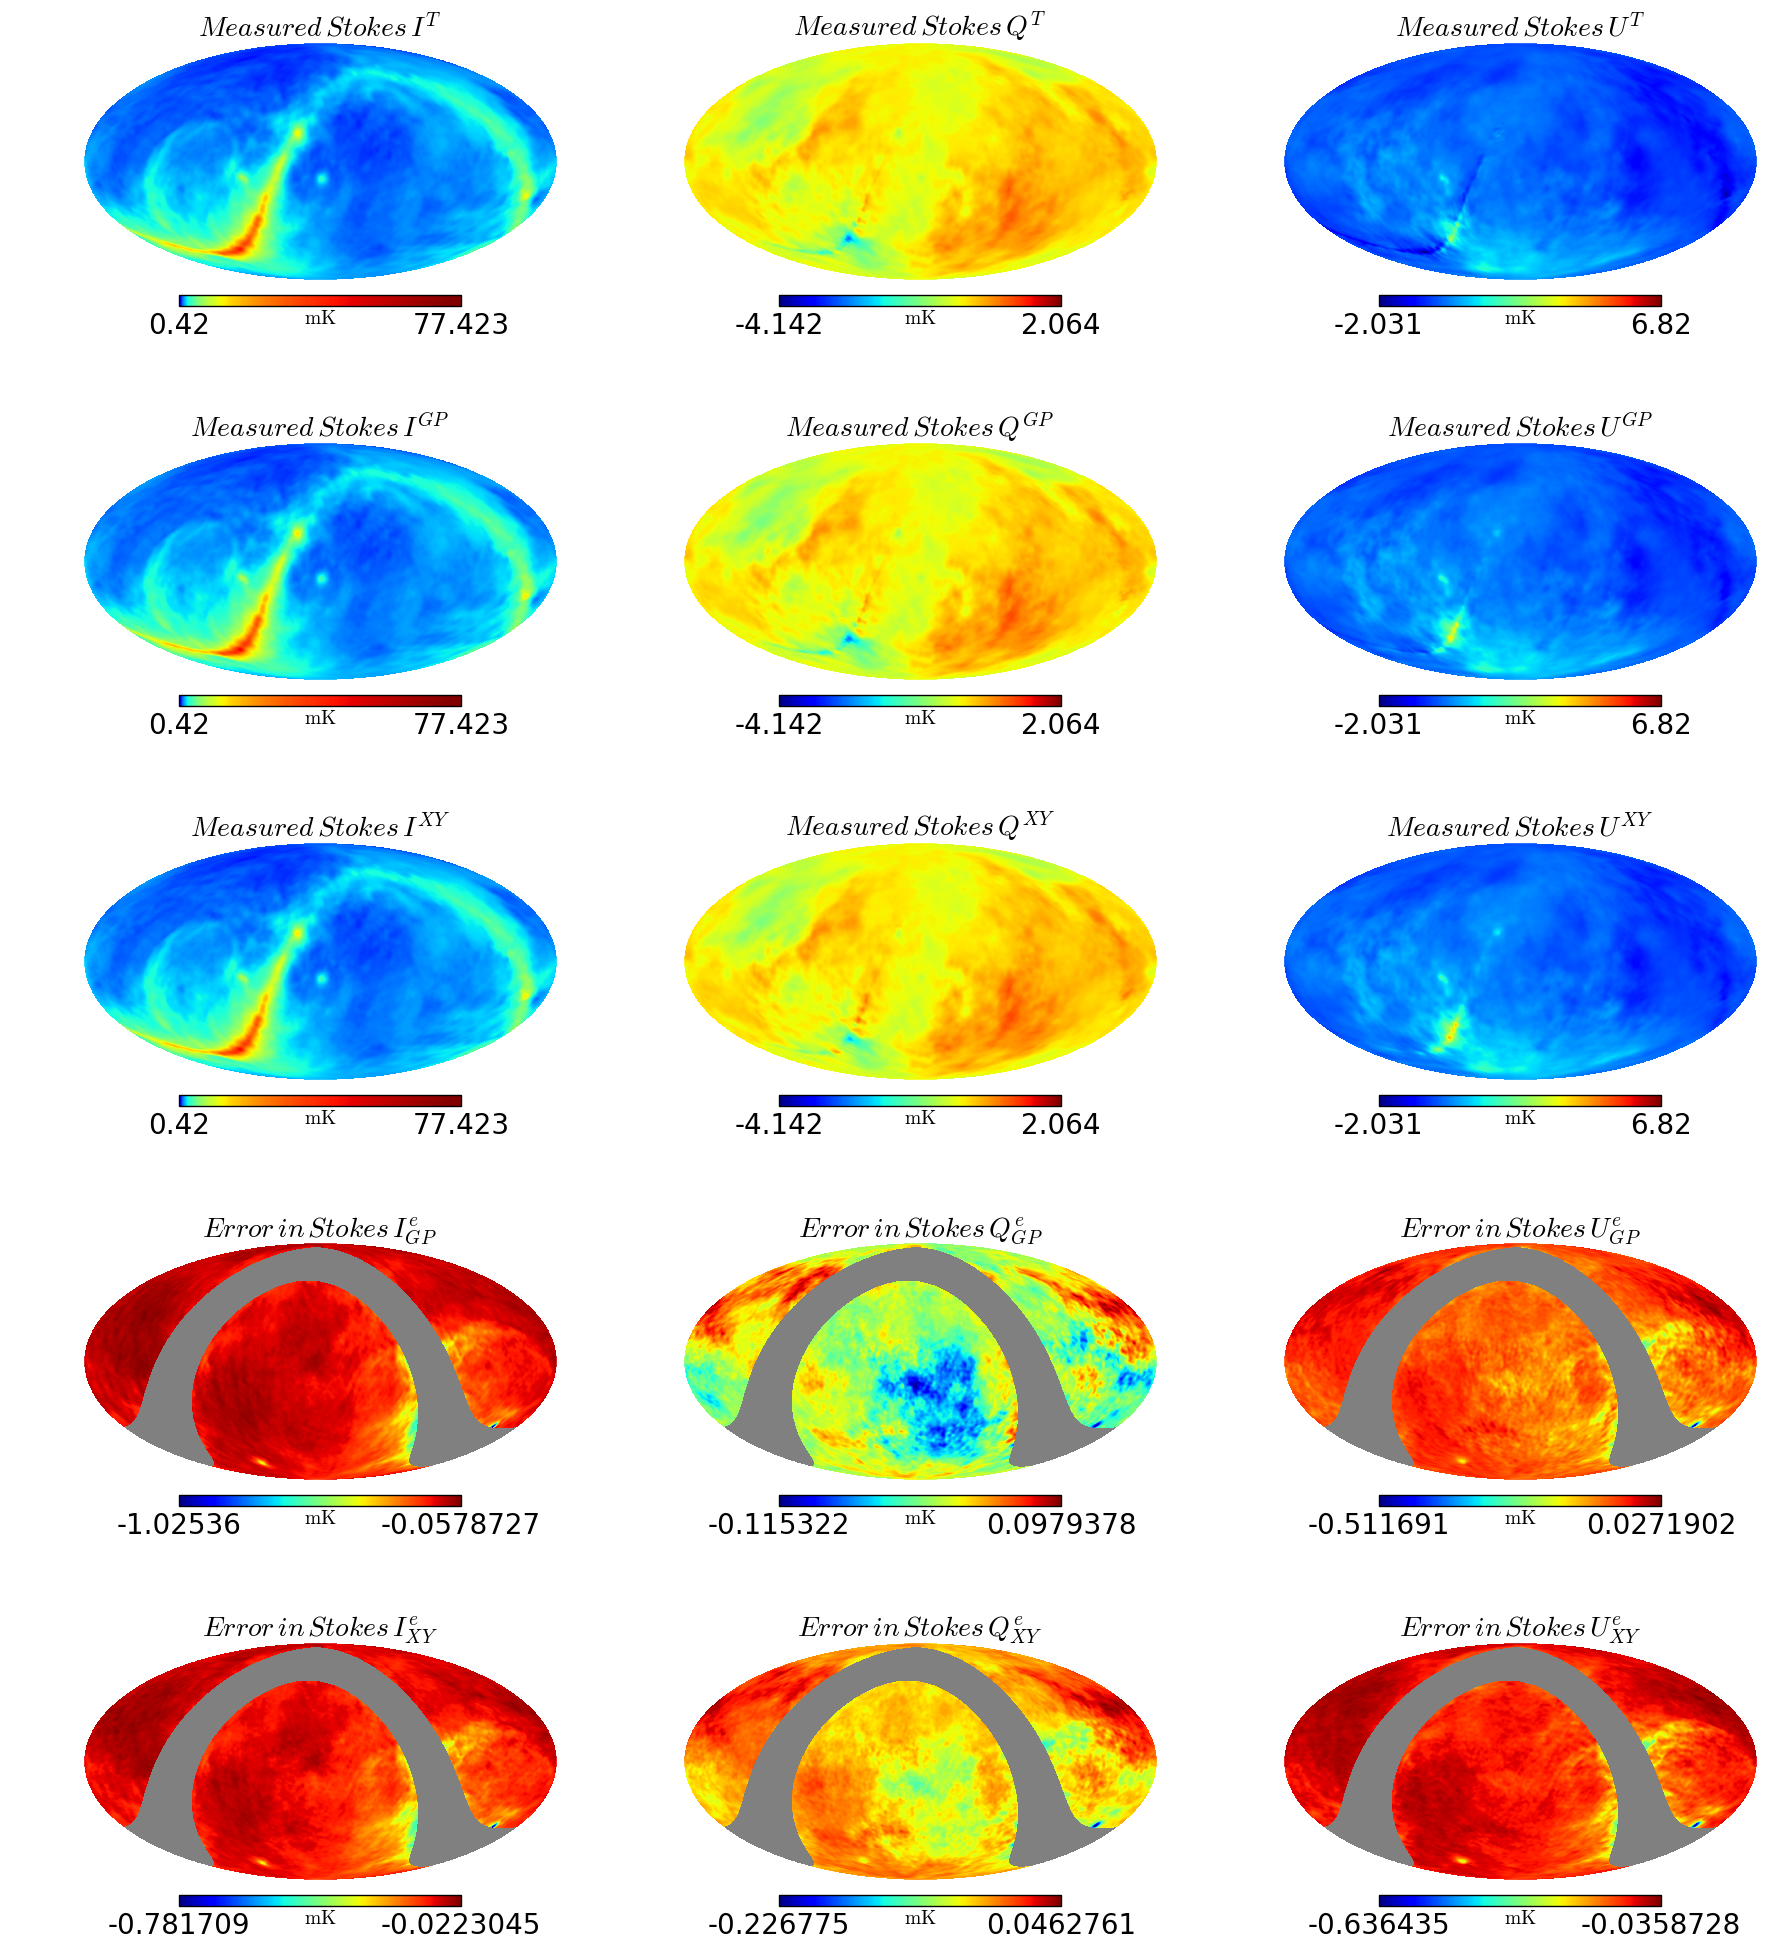 Measured Stokes I^T Measured Stokes Q^T Measured Stokes U^T
0.42 mK 77.423 -4.142 mK 2.064 -2.031 mK 6.82
Measured Stokes I^GP Measured Stokes Q^GP Measured Stokes U^GP
0.42 mK 77.423 -4.142 mK 2.064 -2.031 mK 6.82
Measured Stokes I^XY Measured Stokes Q^XY Measured Stokes U^XY
0.42 mK 77.423 -4.142 mK 2.064 -2.031 mK 6.82
Error in Stokes I^e_GP Error in Stokes Q^e_GP Error in Stokes U^e_GP
-1.02536 mK -0.0578727 -0.115322 mK 0.0979378 -0.511691 mK 0.0271902
Error in Stokes I^e_XY Error in Stokes Q^e_XY Error in Stokes U^e_XY
-0.781709 mK -0.0223045 -0.226775 mK 0.0462761 -0.636435 mK -0.0358728